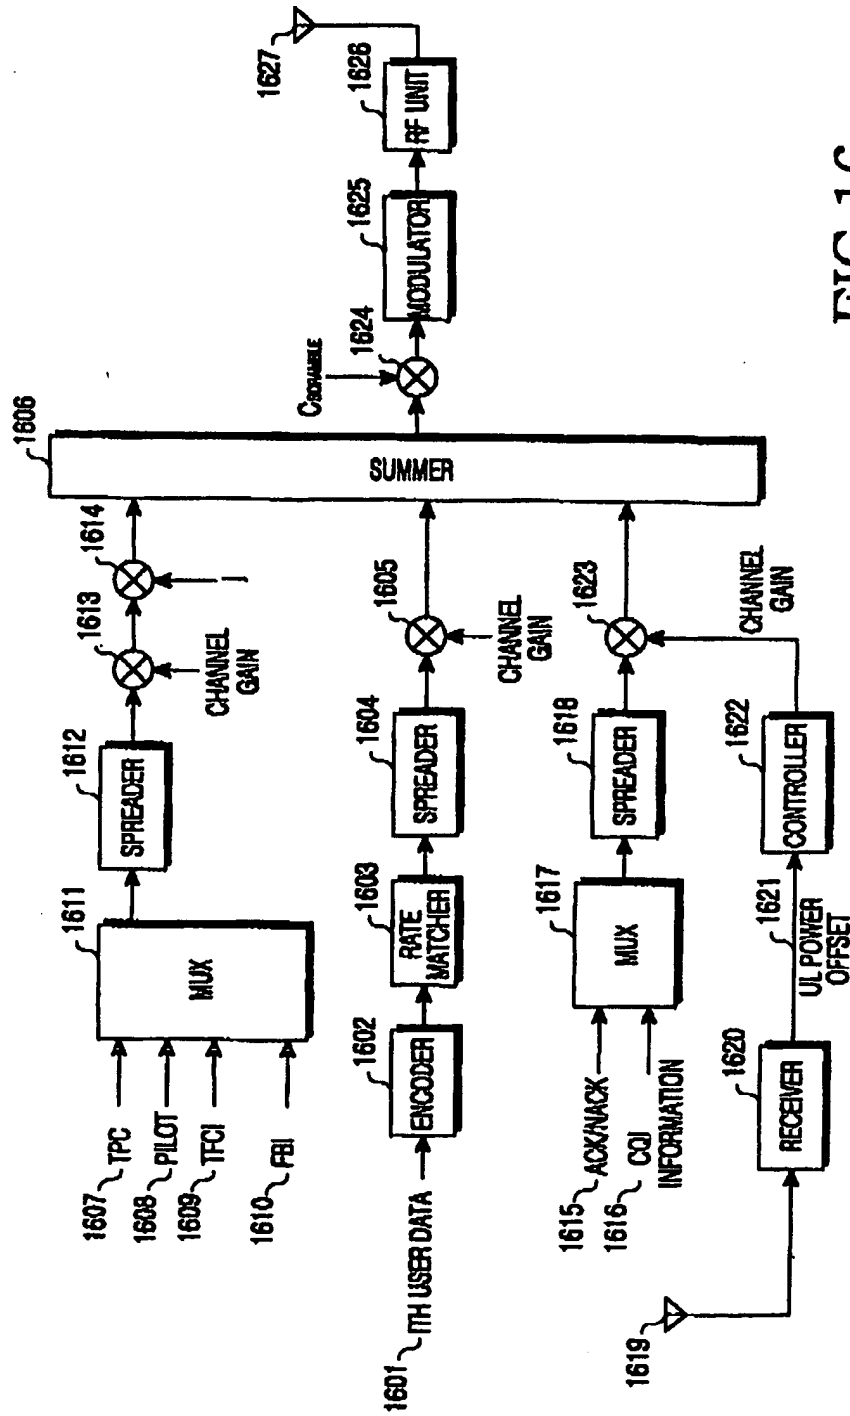 1607 TPC
1608 PILOT
1609 TFCI
1610 FBI
1611
MUX
1612
SPREADER
1613
CHANNEL
GAIN
1614
J
1606
SUMMER
1601 ITH USER DATA
1602
ENCODER
1603
RATE
MATCHER
1604
SPREADER
1605
CHANNEL
GAIN
CSCRAMBLE
1624
1625
MODULATOR
1626
RF UNIT
1627
1615 ACK/NACK
1616 CQI
INFORMATION
1617
MUX
1618
SPREADER
1623
CHANNEL
GAIN
1619
1620
RECEIVER
1621
UL POWER
OFFSET
1622
CONTROLLER
FIG. 16